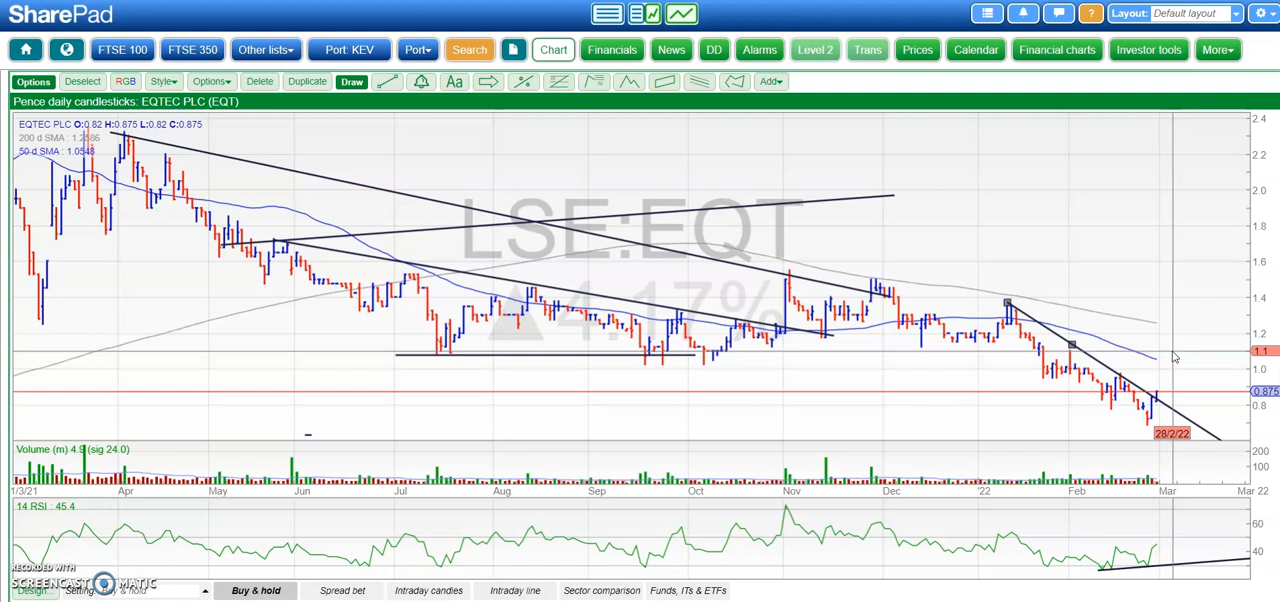 SharePad
? Layout: Default layout
FTSE 100 FTSE 350 Other lists Port: KEV Port Search Chart Financials News DD Alarms Level 2 Trans Prices Calendar Financial charts Investor tools More
Options Deselect RGB Style Options Delete Duplicate Draw Aa Add
Pence daily candlesticks: EQTEC PLC (EQT)
EQTEC PLC O:0.82 H:0.875 L:0.82 C:0.875
200 d SMA : 1.2586
50 d SMA : 1.0548
LSE:EQT
▲4.17%
2.4
2.2
2.0
1.8
1.6
1.4
1.2
1.1
1.0
0.875
0.8
28/2/22
Volume (m) 4.9 (sig 24.0)
200
100
1/3/21 Apr May Jun Jul Aug Sep Oct Nov Dec '22 Feb Mar Mar 22
14 RSI : 45.4
60
40
RECORDED WITH
SCREENCAST MATIC
Design... Setting: Buy & hold Buy & hold Spread bet Intraday candles Intraday line Sector comparison Funds, ITs & ETFs